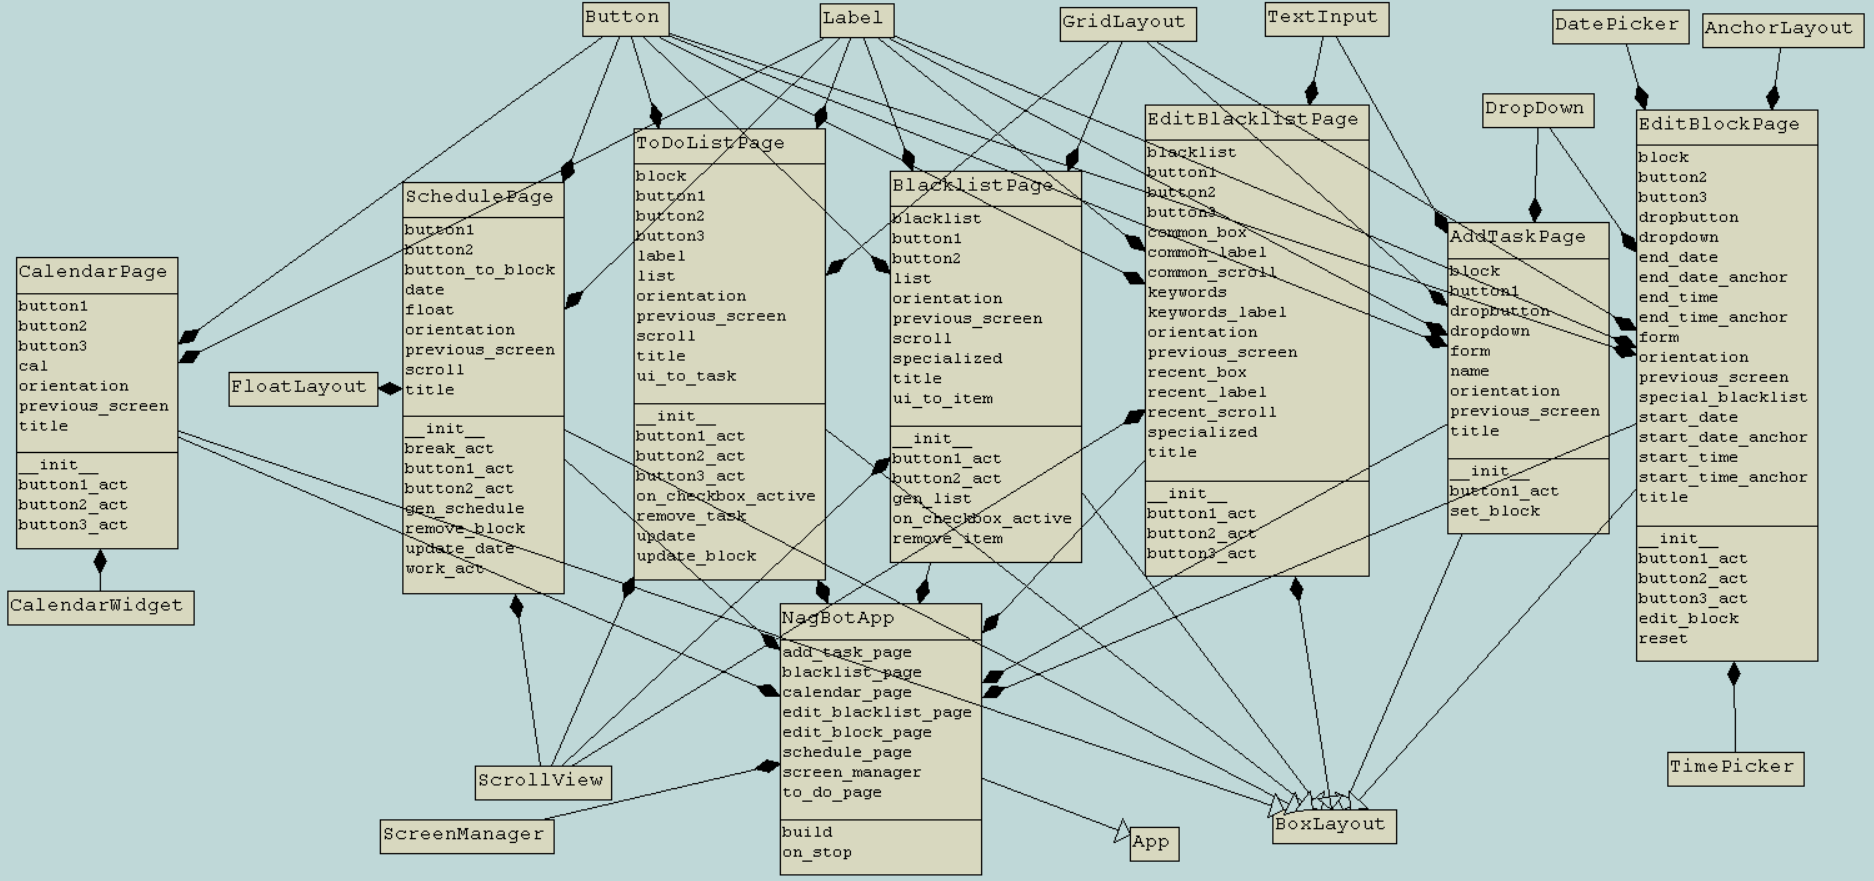 Button
Label
GridLayout
TextInput
DatePicker
AnchorLayout
DropDown
CalendarPage
button1
button2
button3
cal
orientation
previous_screen
title
__init__
button1_act
button2_act
button3_act
CalendarWidget
FloatLayout
SchedulePage
button1
button2
button_to_block
date
float
orientation
previous_screen
scroll
title
__init__
break_act
button1_act
button2_act
gen_schedule
remove_block
update_date
work_act
ToDoListPage
block
button1
button2
button3
label
list
orientation
previous_screen
scroll
title
ui_to_task
__init__
button1_act
button2_act
button3_act
on_checkbox_active
remove_task
update
update_block
BlacklistPage
blacklist
button1
button2
list
orientation
previous_screen
scroll
specialized
title
ui_to_item
__init__
button1_act
button2_act
gen_list
on_checkbox_active
remove_item
EditBlacklistPage
blacklist
button1
button2
button3
common_box
common_label
common_scroll
keywords
keywords_label
orientation
previous_screen
recent_box
recent_label
recent_scroll
specialized
title
__init__
button1_act
button2_act
button3_act
AddTaskPage
block
button1
dropbutton
dropdown
form
name
orientation
previous_screen
title
__init__
button1_act
set_block
EditBlockPage
block
button2
button3
dropbutton
dropdown
end_date
end_date_anchor
end_time
end_time_anchor
form
orientation
previous_screen
special_blacklist
start_date
start_date_anchor
start_time
start_time_anchor
title
__init__
button1_act
button2_act
button3_act
edit_block
reset
NagBotApp
add_task_page
blacklist_page
calendar_page
edit_blacklist_page
edit_block_page
schedule_page
screen_manager
to_do_page
build
on_stop
ScrollView
ScreenManager
App
BoxLayout
TimePicker